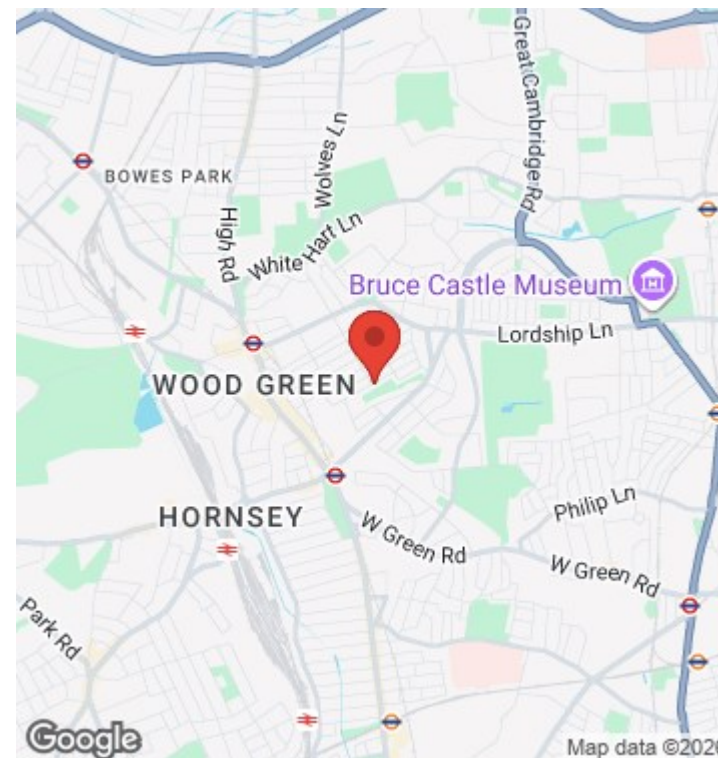 Great Cambridge Rd
Wolves Ln
BOWES PARK
High Rd
White Hart Ln
Bruce Castle Museum
Lordship Ln
WOOD GREEN
HORNSEY
Philip Ln
W Green Rd
W Green Rd
Park Rd
Google
Map data ©2026